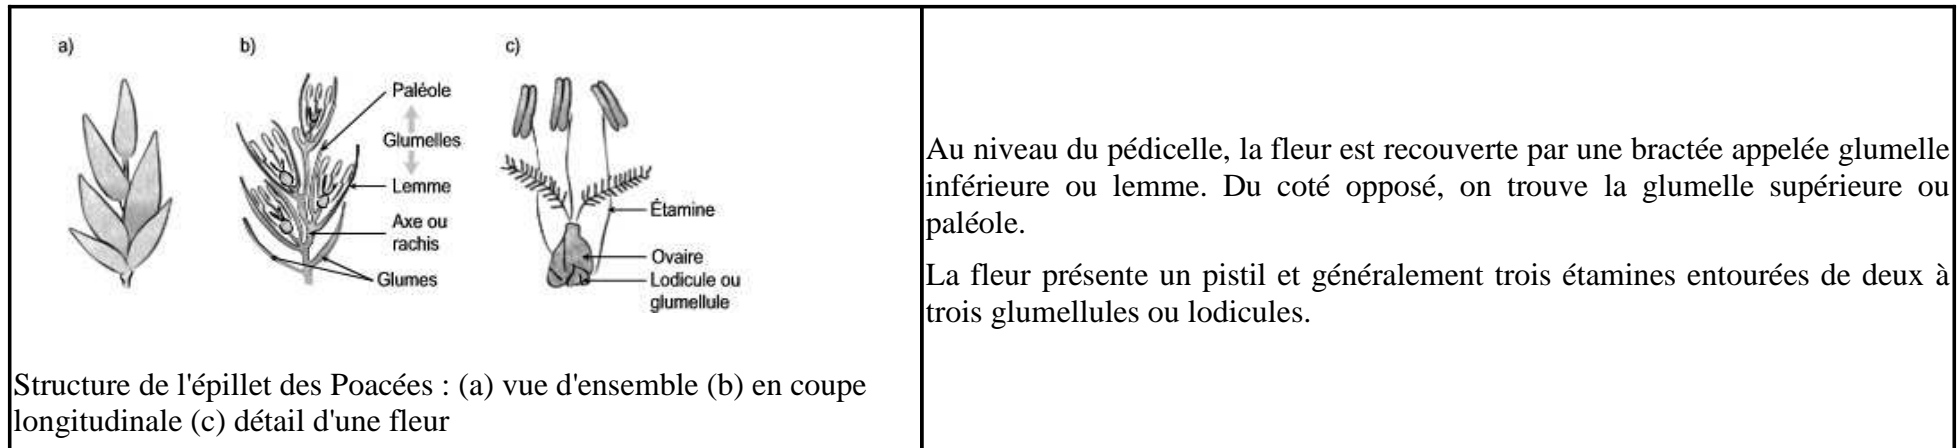 a)
b)
c)
Paléole
Glumelles
Lemme
Axe ou
rachis
Glumes
Étamine
Ovaire
Lodicule ou
glumellule
Structure de l'épillet des Poacées : (a) vue d'ensemble (b) en coupe
longitudinale (c) détail d'une fleur
Au niveau du pédicelle, la fleur est recouverte par une bractée appelée glumelle
inférieure ou lemme. Du coté opposé, on trouve la glumelle supérieure ou
paléole.
La fleur présente un pistil et généralement trois étamines entourées de deux à
trois glumellules ou lodicules.